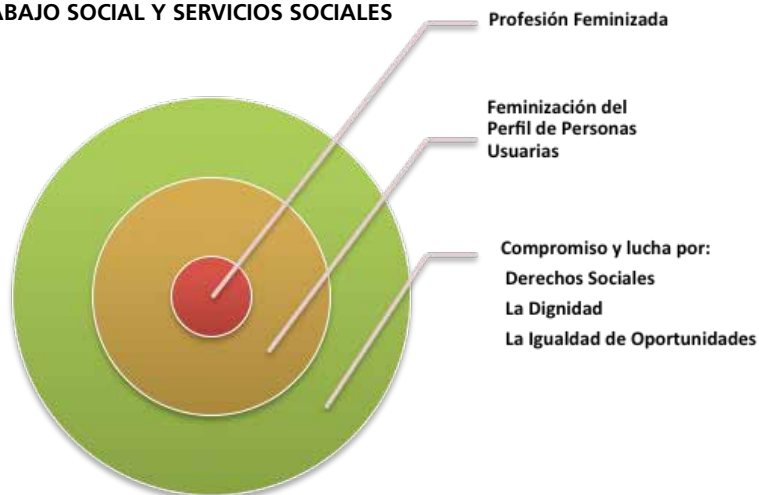 ABAJO SOCIAL Y SERVICIOS SOCIALES
Profesión Feminizada
Feminización del
Perfil de Personas
Usuarias
Compromiso y lucha por:
Derechos Sociales
La Dignidad
La Igualdad de Oportunidades